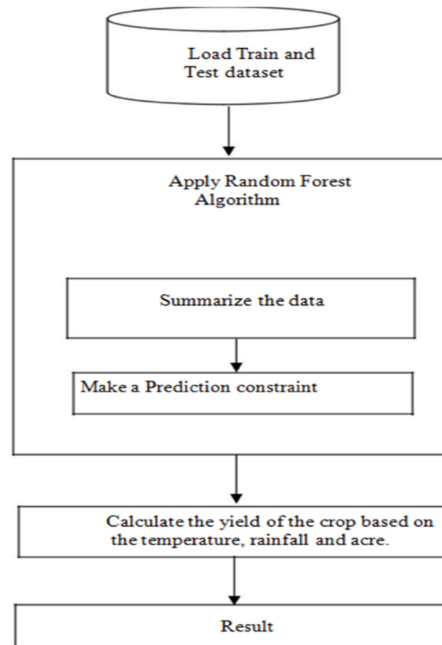 Load Train and
Test dataset
Apply Random Forest
Algorithm
Summarize the data
Make a Prediction constraint
Calculate the yield of the crop based on
the temperature, rainfall and acre.
Result